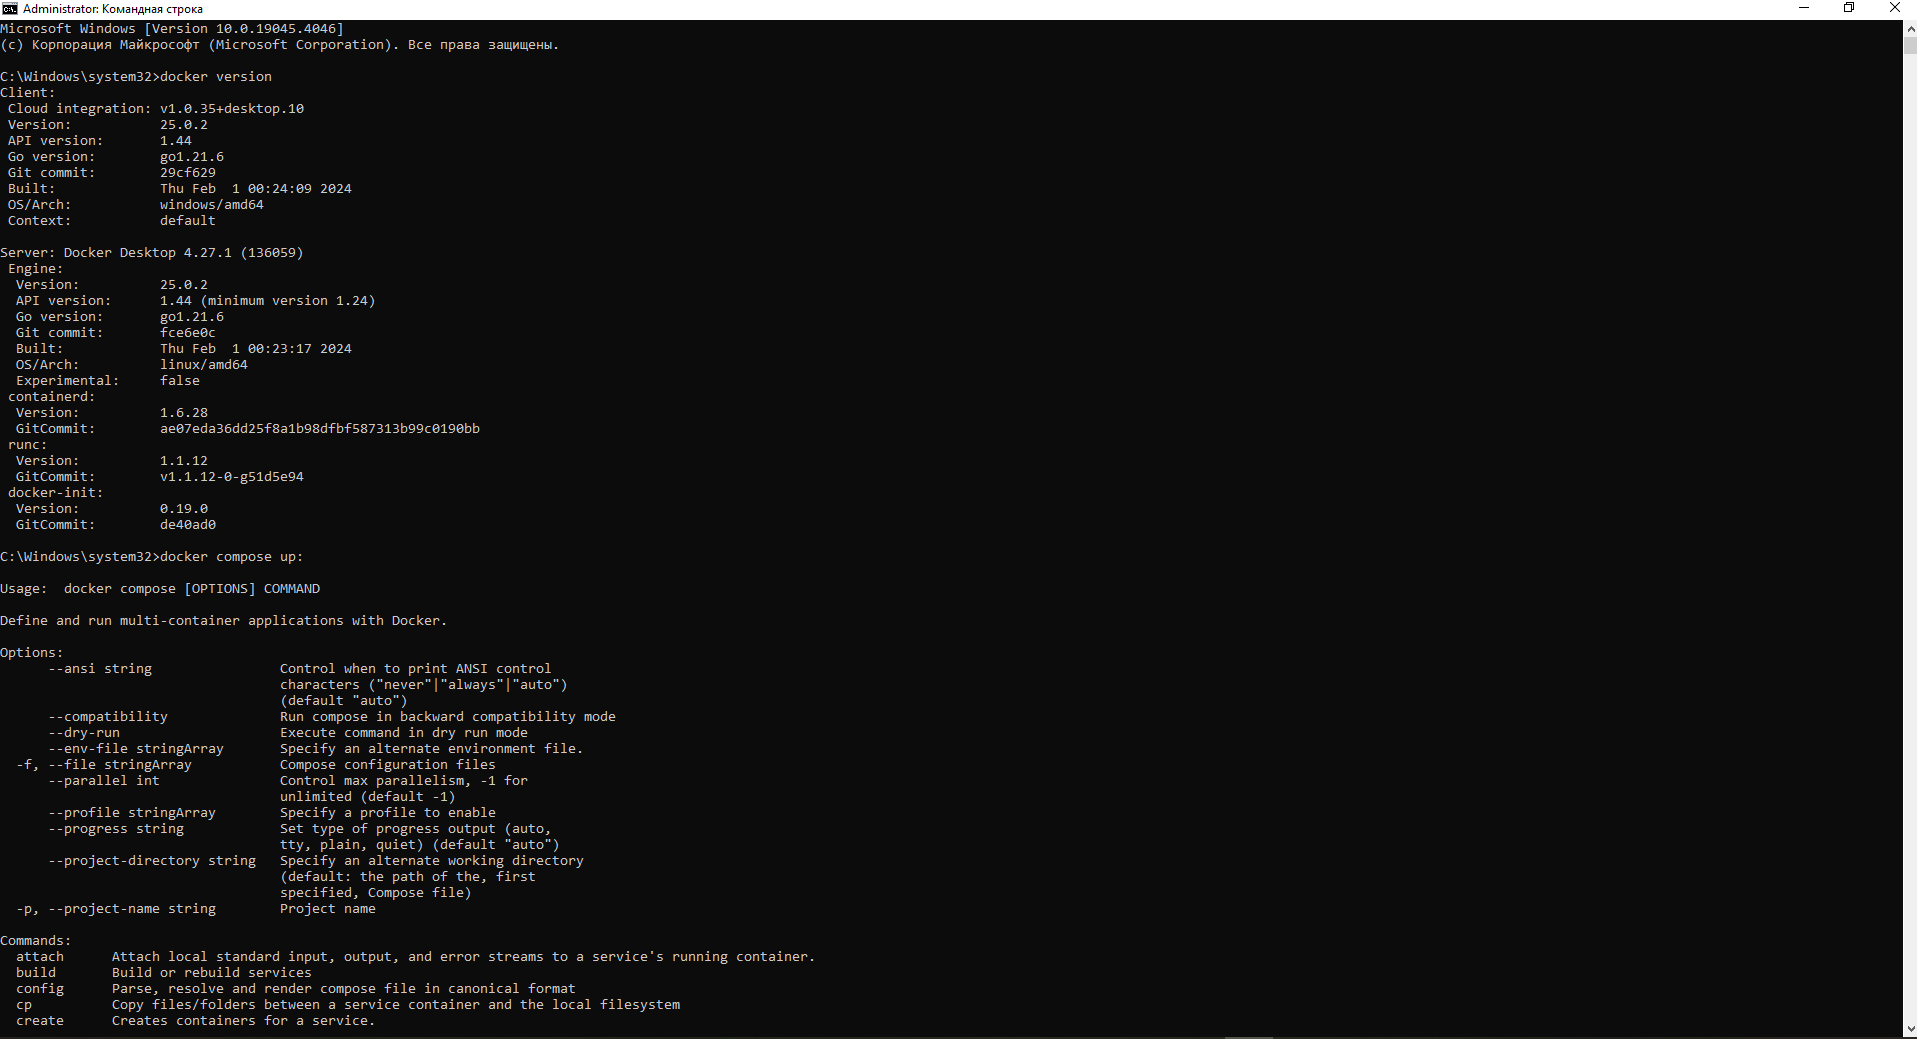 Administrator: Командная строка
Microsoft Windows [Version 10.0.19045.4046]
(c) Корпорация Майкрософт (Microsoft Corporation). Все права защищены.
C:\Windows\system32>docker version
Client:
Cloud integration: v1.0.35+desktop.10
Version: 25.0.2
API version: 1.44
Go version: go1.21.6
Git commit: 29cf629
Built: Thu Feb  1 00:24:09 2024
OS/Arch: windows/amd64
Context: default
Server: Docker Desktop 4.27.1 (136059)
Engine:
Version: 25.0.2
API version: 1.44 (minimum version 1.24)
Go version: go1.21.6
Git commit: fce6e0c
Built: Thu Feb  1 00:23:17 2024
OS/Arch: linux/amd64
Experimental: false
containerd:
Version: 1.6.28
GitCommit: ae07eda36dd25f8a1b98dfbf587313b99c0190bb
runc:
Version: 1.1.12
GitCommit: v1.1.12-0-g51d5e94
docker-init:
Version: 0.19.0
GitCommit: de40ad0
C:\Windows\system32>docker compose up:
Usage:  docker compose [OPTIONS] COMMAND
Define and run multi-container applications with Docker.
Options:
--ansi string Control when to print ANSI control
characters ("never"|"always"|"auto")
(default "auto")
--compatibility Run compose in backward compatibility mode
--dry-run Execute command in dry run mode
--env-file stringArray Specify an alternate environment file.
-f, --file stringArray Compose configuration files
--parallel int Control max parallelism, -1 for
unlimited (default -1)
--profile stringArray Specify a profile to enable
--progress string Set type of progress output (auto,
tty, plain, quiet) (default "auto")
--project-directory string Specify an alternate working directory
(default: the path of the, first
specified, Compose file)
-p, --project-name string Project name
Commands:
attach Attach local standard input, output, and error streams to a service's running container.
build Build or rebuild services
config Parse, resolve and render compose file in canonical format
cp Copy files/folders between a service container and the local filesystem
create Creates containers for a service.